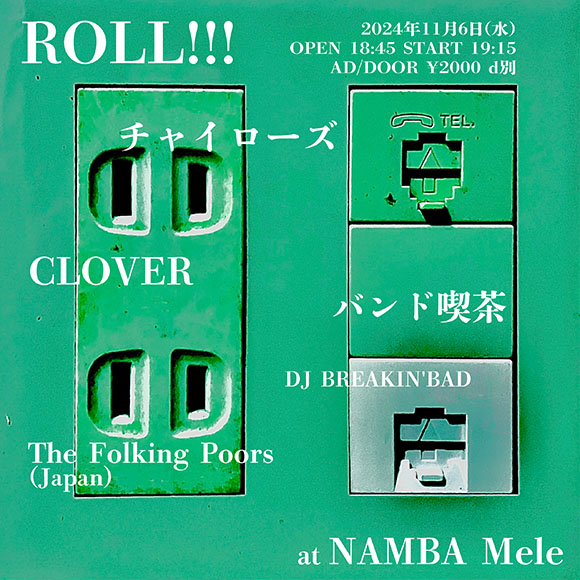 ROLL!!!
2024年11月6日(水)
OPEN 18:45 START 19:15
AD/DOOR ¥2000 d別
チャイローズ
TEL.
CLOVER
バンド喫茶
DJ BREAKIN'BAD
The Folking Poors
(Japan)
at NAMBA Mele